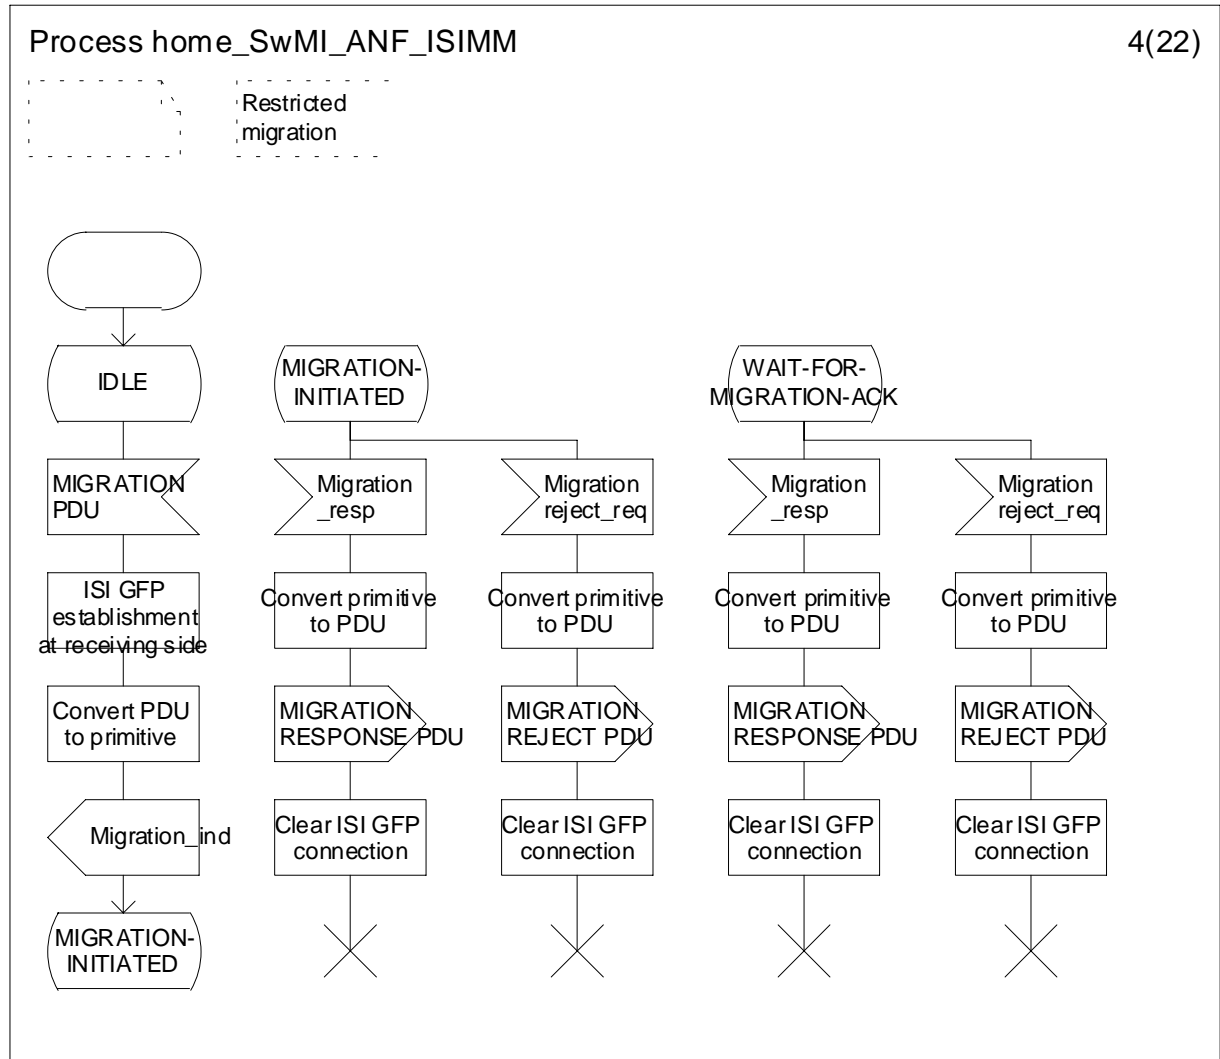 Process home_SwMI_ANF_ISIMM
4(22)
Restricted
migration
IDLE
MIGRATION
PDU
ISI GFP
establishment
at receiving side
Convert PDU
to primitive
Migration_ind
MIGRATION-
INITIATED
MIGRATION-
INITIATED
Migration
_resp
Convert primitive
to PDU
MIGRATION
RESPONSE PDU
Clear ISI GFP
connection
Migration
reject_req
Convert primitive
to PDU
MIGRATION
REJECT PDU
Clear ISI GFP
connection
WAIT-FOR-
MIGRATION-ACK
Migration
_resp
Convert primitive
to PDU
MIGRATION
RESPONSE PDU
Clear ISI GFP
connection
Migration
reject_req
Convert primitive
to PDU
MIGRATION
REJECT PDU
Clear ISI GFP
connection